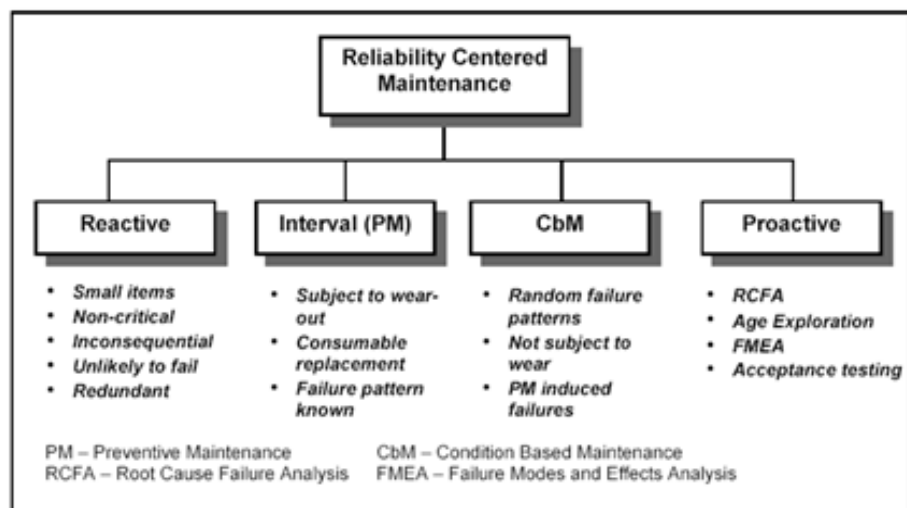 Reliability Centered
Maintenance
Reactive
Interval (PM)
CbM
Proactive
• Small items
• Non-critical
• Inconsequential
• Unlikely to fail
• Redundant
• Subject to wear-
out
• Consumable
replacement
• Failure pattern
known
• Random failure
patterns
• Not subject to
wear
• PM induced
failures
• RCFA
• Age Exploration
• FMEA
• Acceptance testing
PM – Preventive Maintenance
CbM – Condition Based Maintenance
RCFA – Root Cause Failure Analysis
FMEA – Failure Modes and Effects Analysis